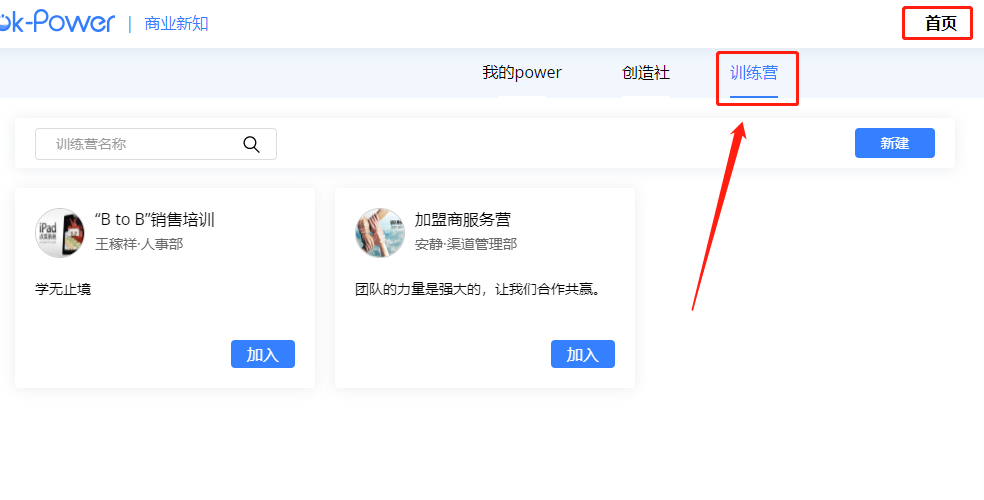 ok-Power | 商业新知
首页
我的power
创造社
训练营
训练营名称
新建
“B to B”销售培训
王稼祥·人事部
学无止境
加入
iPad
加盟商服务营
安静·渠道管理部
团队的力量是强大的，让我们合作共赢。
加入